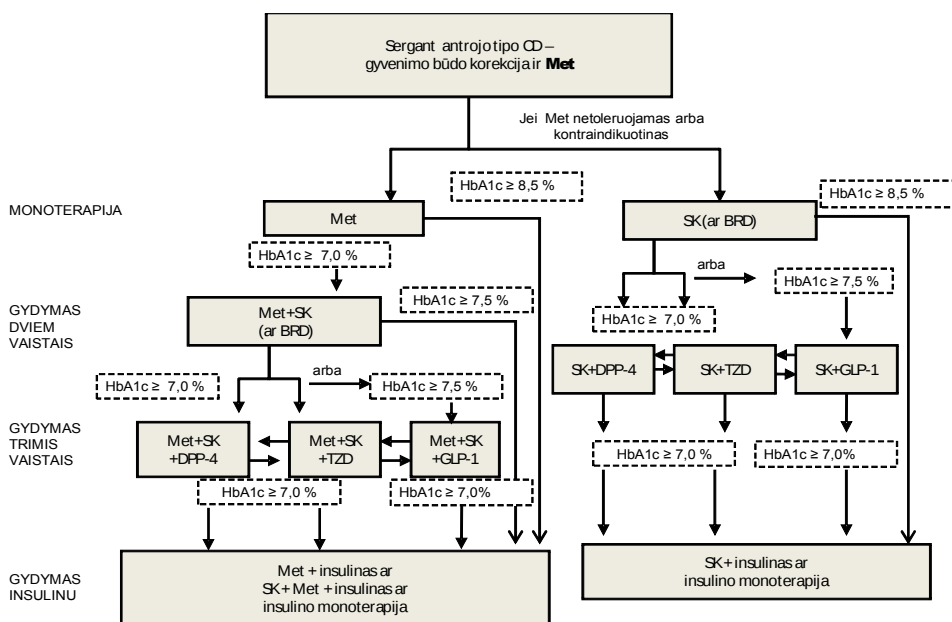 Sergant antrojo tipo CD –
gyvenimo būdo korekcija ir Met
Jei Met netoleruojamas arba
kontraindikuotinas
HbA1c ≥ 8,5 %
HbA1c ≥ 8,5 %
MONOTERAPIJA
Met
SK (ar BRD)
HbA1c ≥ 7,0 %
arba
HbA1c ≥ 7,5 %
GYDYMAS
DVIEM
VAISTAIS
Met+SK
(ar BRD)
HbA1c ≥ 7,5 %
HbA1c ≥ 7,0 %
SK+DPP-4
SK+TZD
SK+GLP-1
HbA1c ≥ 7,0 %
arba
HbA1c ≥ 7,5 %
GYDYMAS
TRIMIS
VAISTAIS
Met+SK
+DPP-4
Met+SK
+TZD
Met+SK
+GLP-1
HbA1c ≥ 7,0 %
HbA1c ≥ 7,0%
HbA1c ≥ 7,0 %
HbA1c ≥ 7,0%
GYDYMAS
INSULINU
Met + insulinas ar
SK+ Met + insulinas ar
insulino monoterapija
SK+ insulinas ar
insulino monoterapija